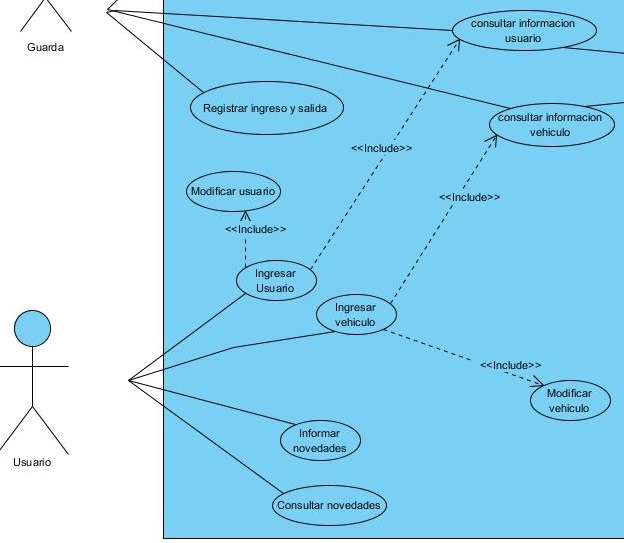 consultar informacion
usuario
Guarda
Registrar ingreso y salida
consultar informacion
vehiculo
<<Include>>
Modificar usuario
<<Include>>
<<Include>>
Ingresar
Usuario
Ingresar
vehiculo
<<Include>>
Modificar
vehiculo
Informar
novedades
Usuario
Consultar novedades